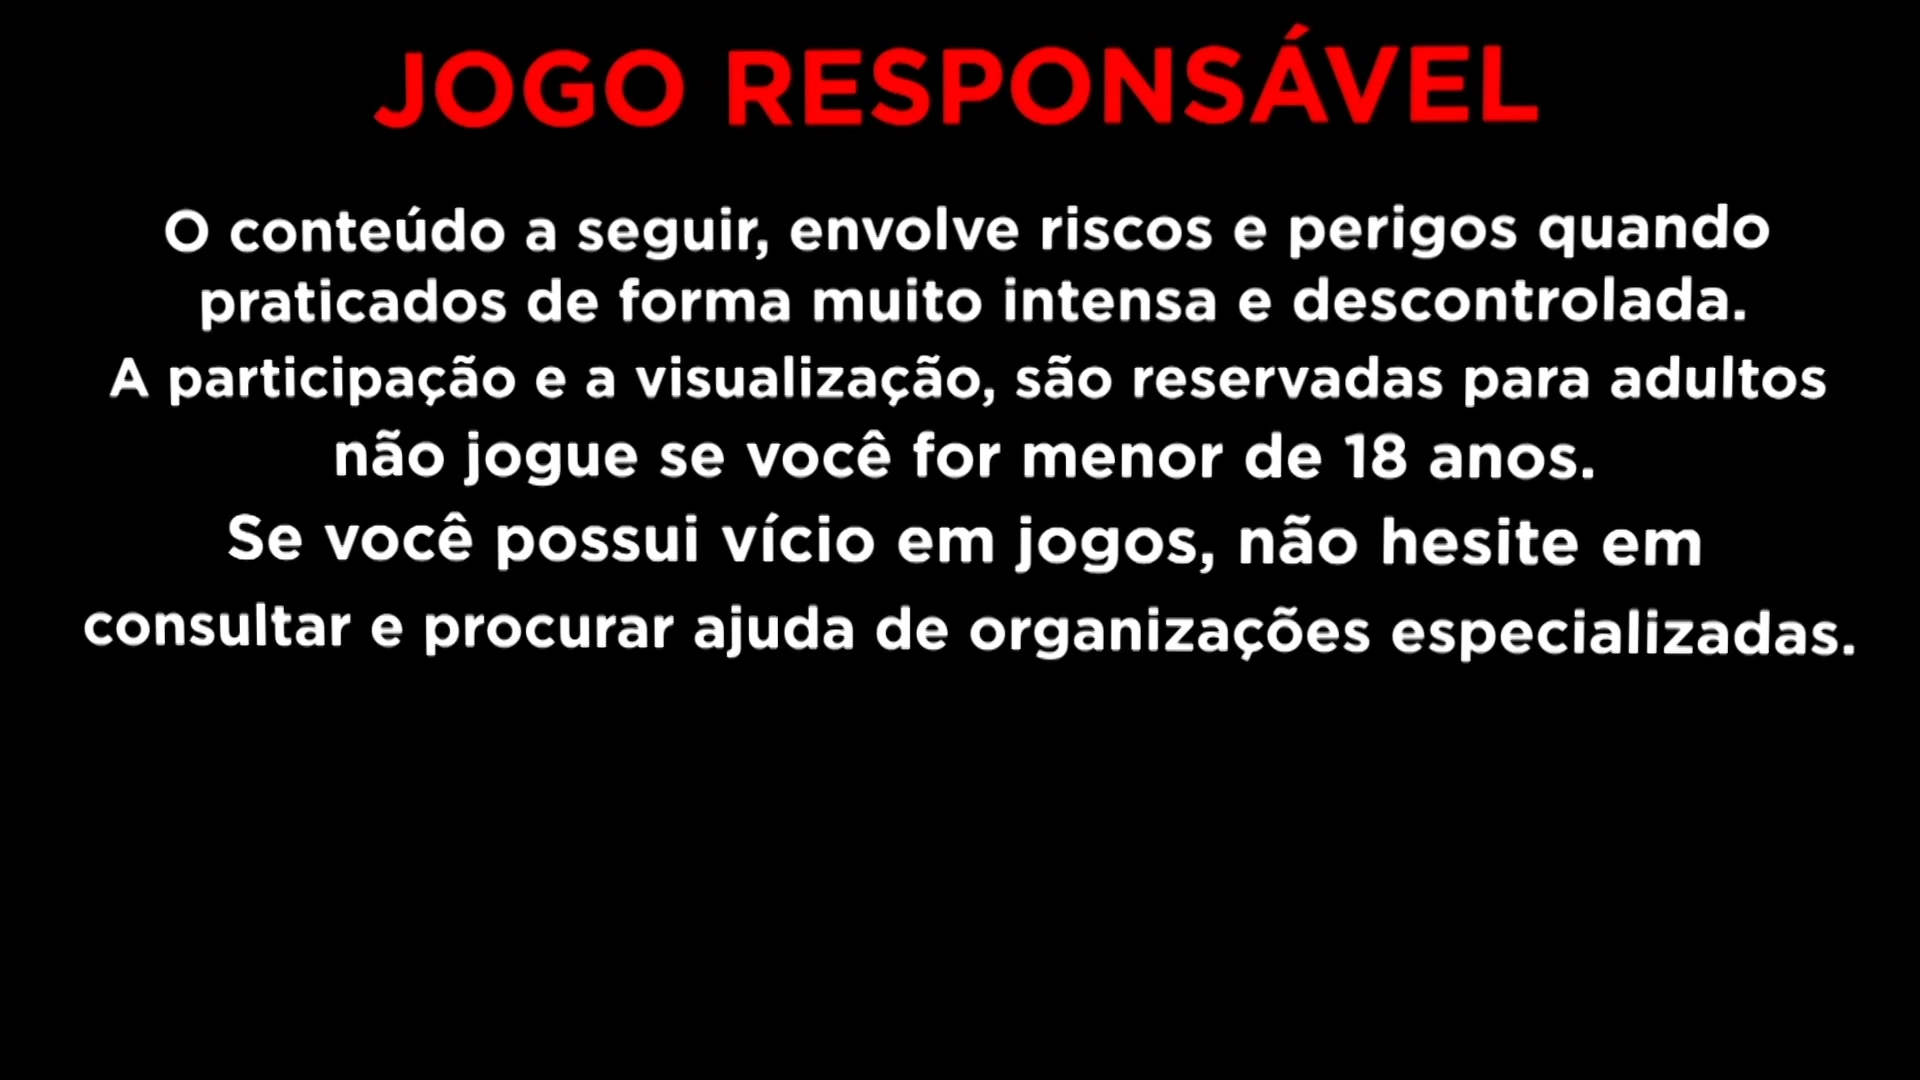 JOGO RESPONSÁVEL
O conteúdo a seguir, envolve riscos e perigos quando
praticados de forma muito intensa e descontrolada.
A participação e a visualização, são reservadas para adultos
não jogue se você for menor de 18 anos.
Se você possui vício em jogos, não hesite em
consultar e procurar ajuda de organizações especializadas.